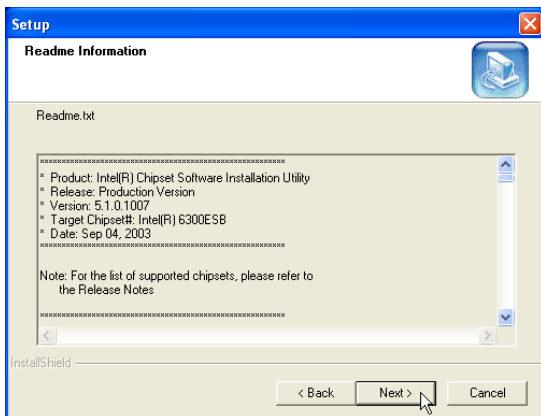 Setup
Readme Information
Readme.txt
************************************************************
* Product: Intel(R) Chipset Software Installation Utility
* Release: Production Version
* Version: 5.1.0.1007
* Target Chipset#: Intel(R) 6300ESB
* Date: Sep 04, 2003
************************************************************
Note: For the list of supported chipsets, please refer to
the Release Notes
************************************************************
InstallShield
< Back Next > Cancel